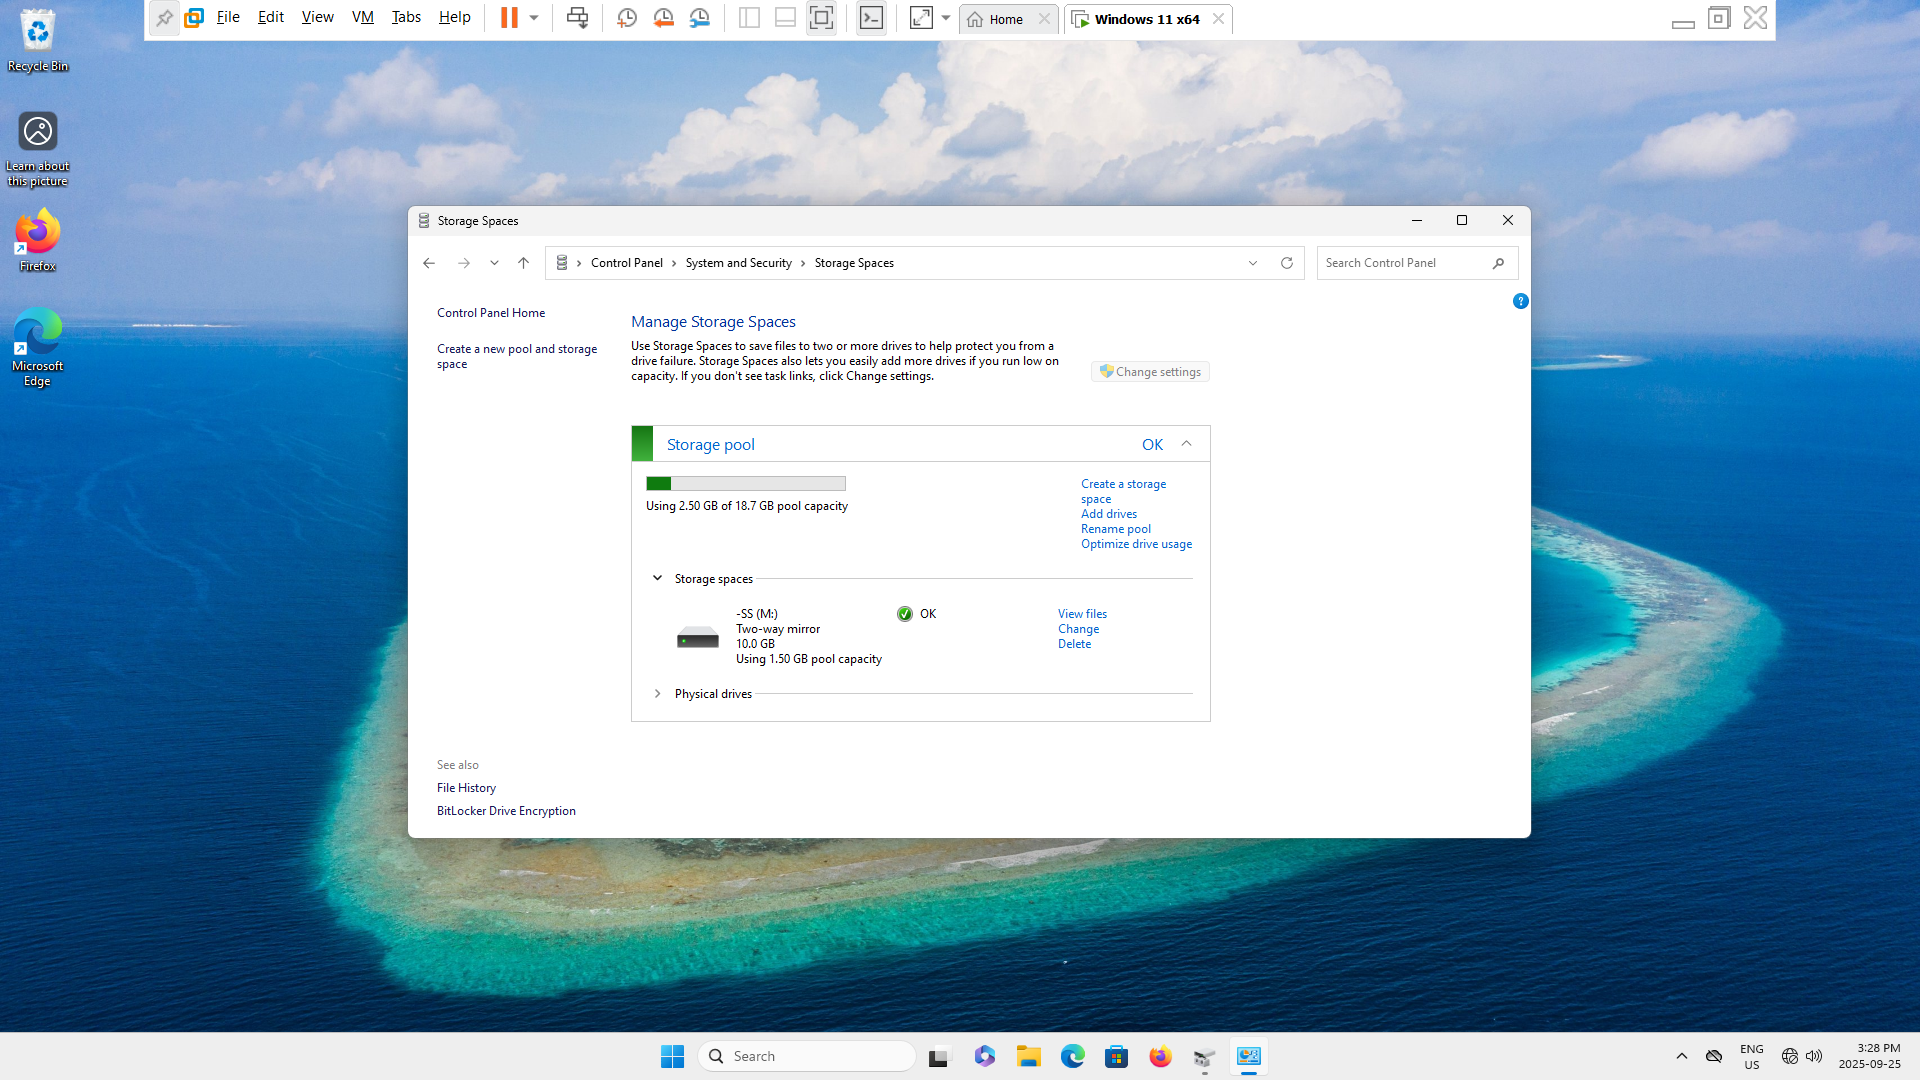 File Edit View VM Tabs Help
Home
Windows 11 x64
Recycle Bin
Learn about
this picture
Firefox
Microsoft
Edge
Storage Spaces
Control Panel
System and Security
Storage Spaces
Search Control Panel
?
Control Panel Home
Create a new pool and storage
space
Manage Storage Spaces
Use Storage Spaces to save files to two or more drives to help protect you from a
drive failure. Storage Spaces also lets you easily add more drives if you run low on
capacity. If you don't see task links, click Change settings.
Change settings
Storage pool
OK
Using 2.50 GB of 18.7 GB pool capacity
Create a storage
space
Add drives
Rename pool
Optimize drive usage
Storage spaces
-SS (M:)
Two-way mirror
10.0 GB
Using 1.50 GB pool capacity
OK
View files
Change
Delete
Physical drives
See also
File History
BitLocker Drive Encryption
Search
ENG
US
3:28 PM
2025-09-25